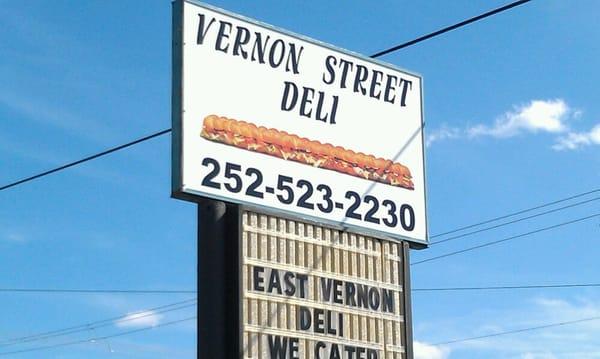 VERNON STREET
DELI
252-523-2230
EAST VERNON
DELI
WE CATER